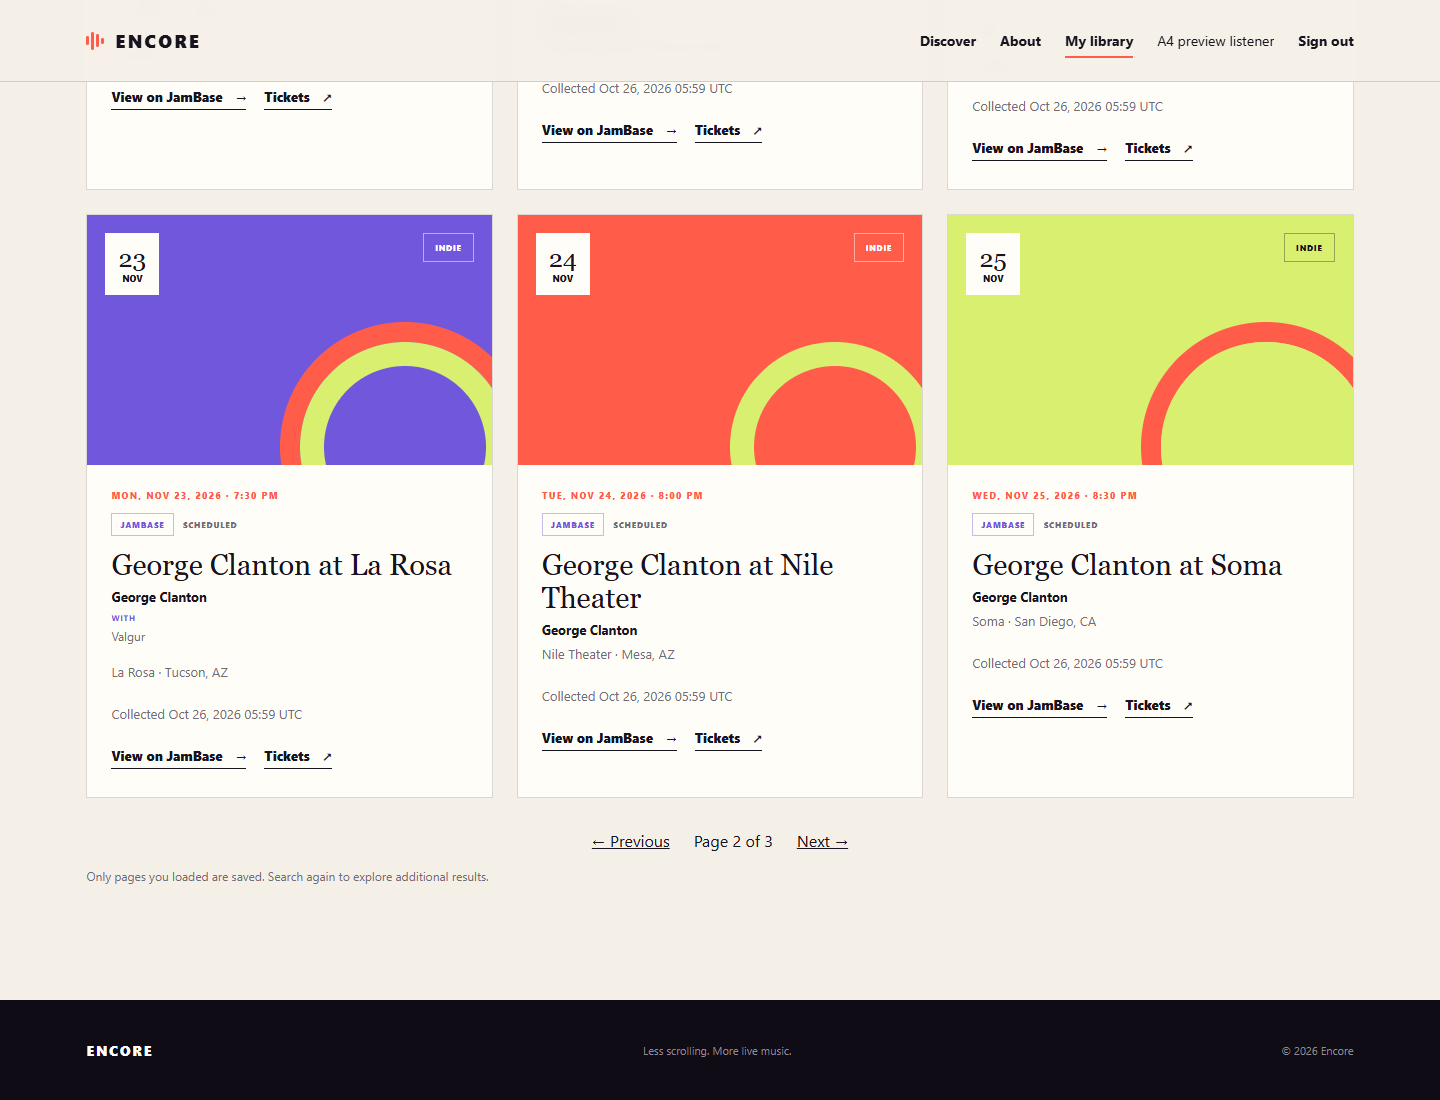 ENCORE
Discover About My library A4 preview listener Sign out
View on JamBase → Tickets ↗
Collected Oct 26, 2026 05:59 UTC
View on JamBase → Tickets ↗
Collected Oct 26, 2026 05:59 UTC
View on JamBase → Tickets ↗
23
NOV
INDIE
MON, NOV 23, 2026 · 7:30 PM
JAMBASE SCHEDULED
George Clanton at La Rosa
George Clanton
WITH
Valgur
La Rosa · Tucson, AZ
Collected Oct 26, 2026 05:59 UTC
View on JamBase → Tickets ↗
24
NOV
INDIE
TUE, NOV 24, 2026 · 8:00 PM
JAMBASE SCHEDULED
George Clanton at Nile
Theater
George Clanton
Nile Theater · Mesa, AZ
Collected Oct 26, 2026 05:59 UTC
View on JamBase → Tickets ↗
25
NOV
INDIE
WED, NOV 25, 2026 · 8:30 PM
JAMBASE SCHEDULED
George Clanton at Soma
George Clanton
Soma · San Diego, CA
Collected Oct 26, 2026 05:59 UTC
View on JamBase → Tickets ↗
← Previous Page 2 of 3 Next →
Only pages you loaded are saved. Search again to explore additional results.
ENCORE
Less scrolling. More live music.
© 2026 Encore